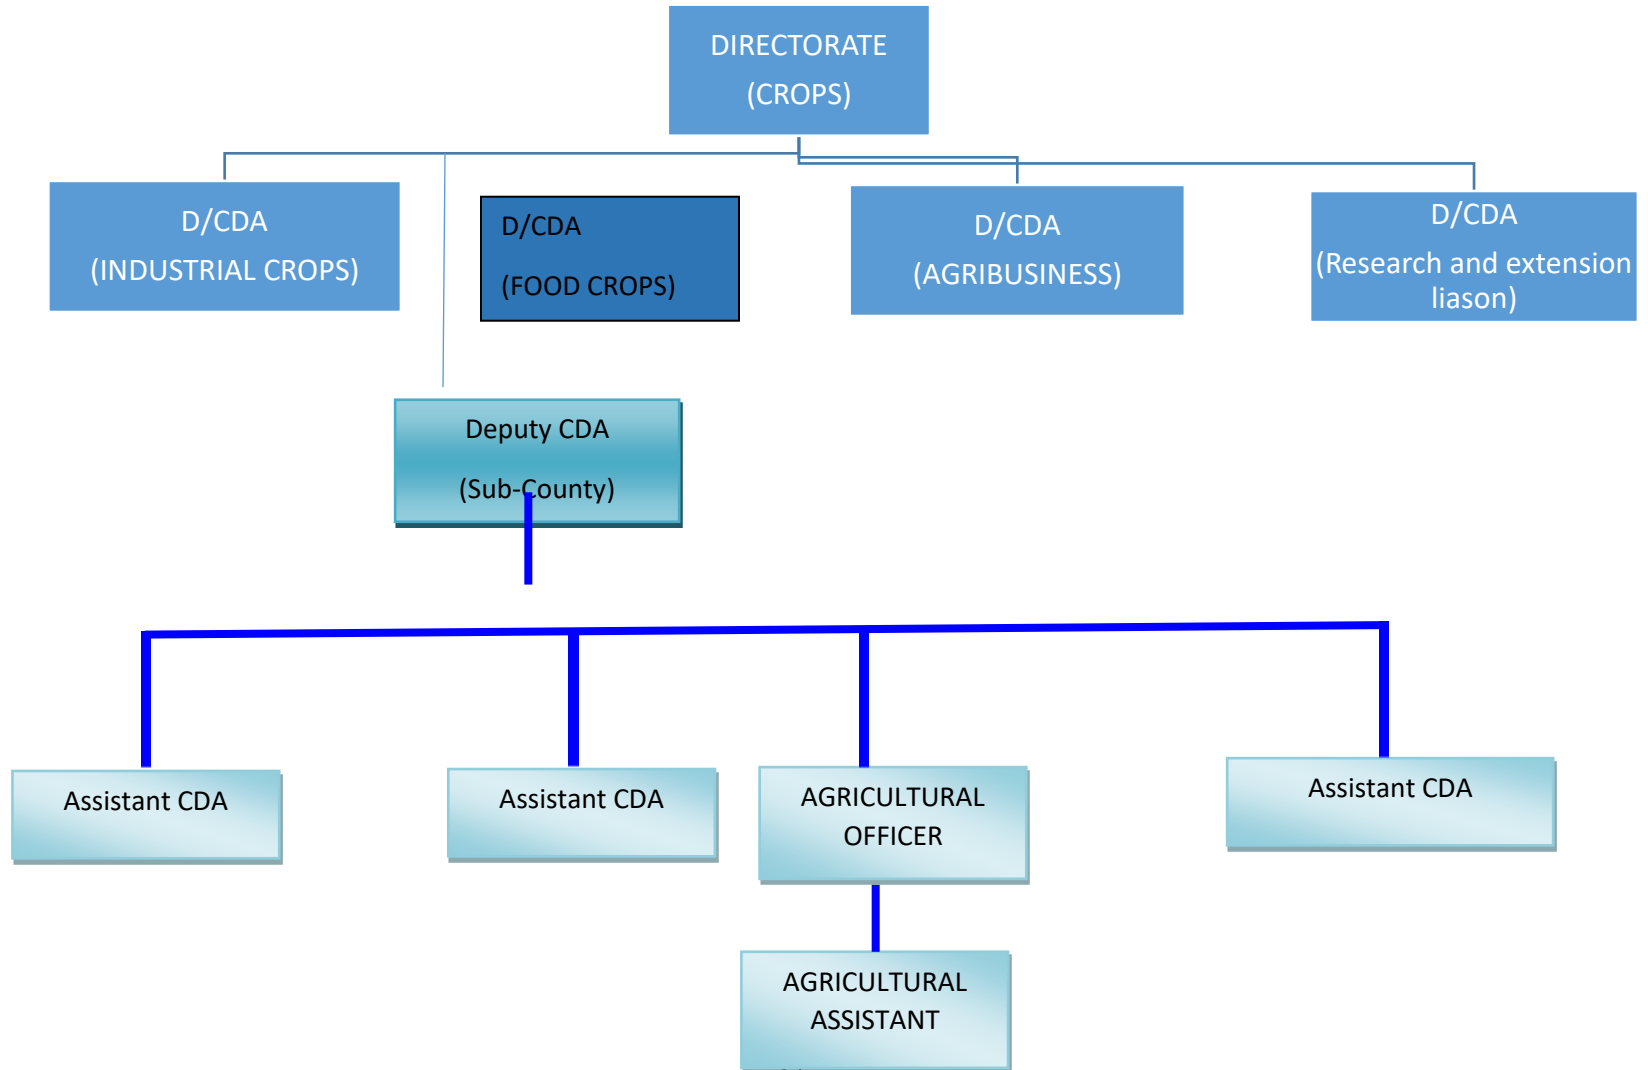 DIRECTORATE
(CROPS)
D/CDA
(INDUSTRIAL CROPS)
D/CDA
(FOOD CROPS)
D/CDA
(AGRIBUSINESS)
D/CDA
(Research and extension
liason)
Deputy CDA
(Sub-County)
Assistant CDA
Assistant CDA
AGRICULTURAL
OFFICER
Assistant CDA
AGRICULTURAL
ASSISTANT